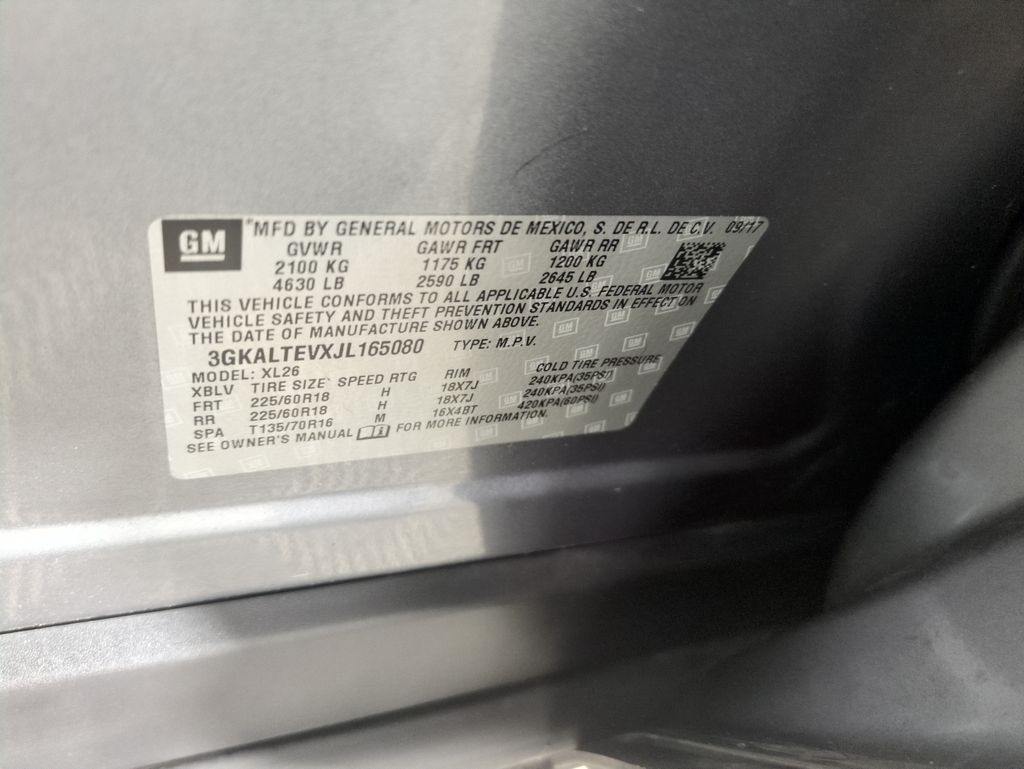 GM
*MFD BY GENERAL MOTORS DE MEXICO, S. DE R.L. DE C.V. 09/17
GVWR GAWR FRT GAWR RR
2100 KG 1175 KG 1200 KG
4630 LB 2590 LB 2645 LB
THIS VEHICLE CONFORMS TO ALL APPLICABLE U.S. FEDERAL MOTOR
VEHICLE SAFETY AND THEFT PREVENTION STANDARDS IN EFFECT ON
THE DATE OF MANUFACTURE SHOWN ABOVE.
3GKALTEVXJL165080 TYPE: M.P.V.
MODEL: XL26
XBLV TIRE SIZE SPEED RTG RIM COLD TIRE PRESSURE
FRT 225/60R18 H 18X7J 240KPA(35PSI)
RR 225/60R18 H 18X7J 240KPA(35PSI)
SPA T135/70R16 M 16X4BT 420KPA(60PSI)
SEE OWNER'S MANUAL FOR MORE INFORMATION.